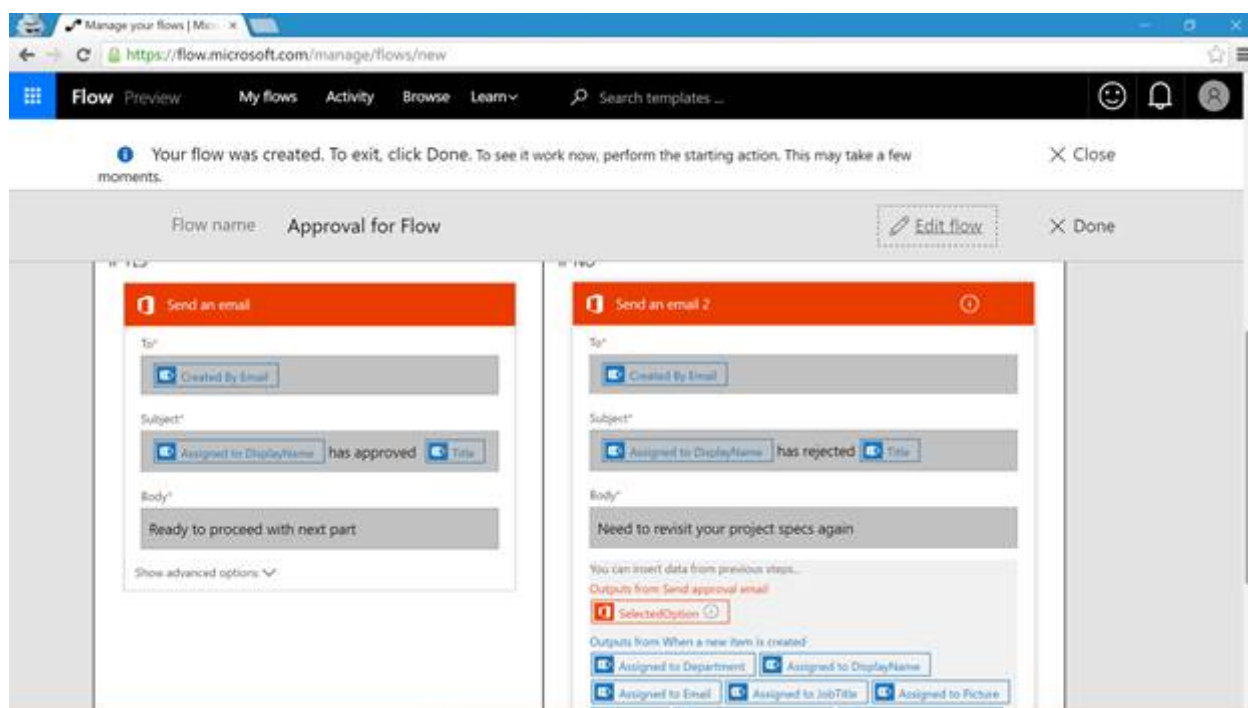 Manage your flows | Mic
https://flow.microsoft.com/manage/flows/new
Flow Preview My flows Activity Browse Learn Search templates ...
Your flow was created. To exit, click Done. To see it work now, perform the starting action. This may take a few
moments.
Close
Flow name Approval for Flow Edit flow Done
IF YES
Send an email
To*
Created By Email
Subject*
Assigned to DisplayName has approved Title
Body*
Ready to proceed with next part
Show advanced options
IF NO
Send an email 2
To*
Created By Email
Subject*
Assigned to DisplayName has rejected Title
Body*
Need to revisit your project specs again
You can insert data from previous steps...
Outputs from Send approval email
SelectedOption
Outputs from When a new item is created
Assigned to Department Assigned to DisplayName
Assigned to Email Assigned to JobTitle Assigned to Picture